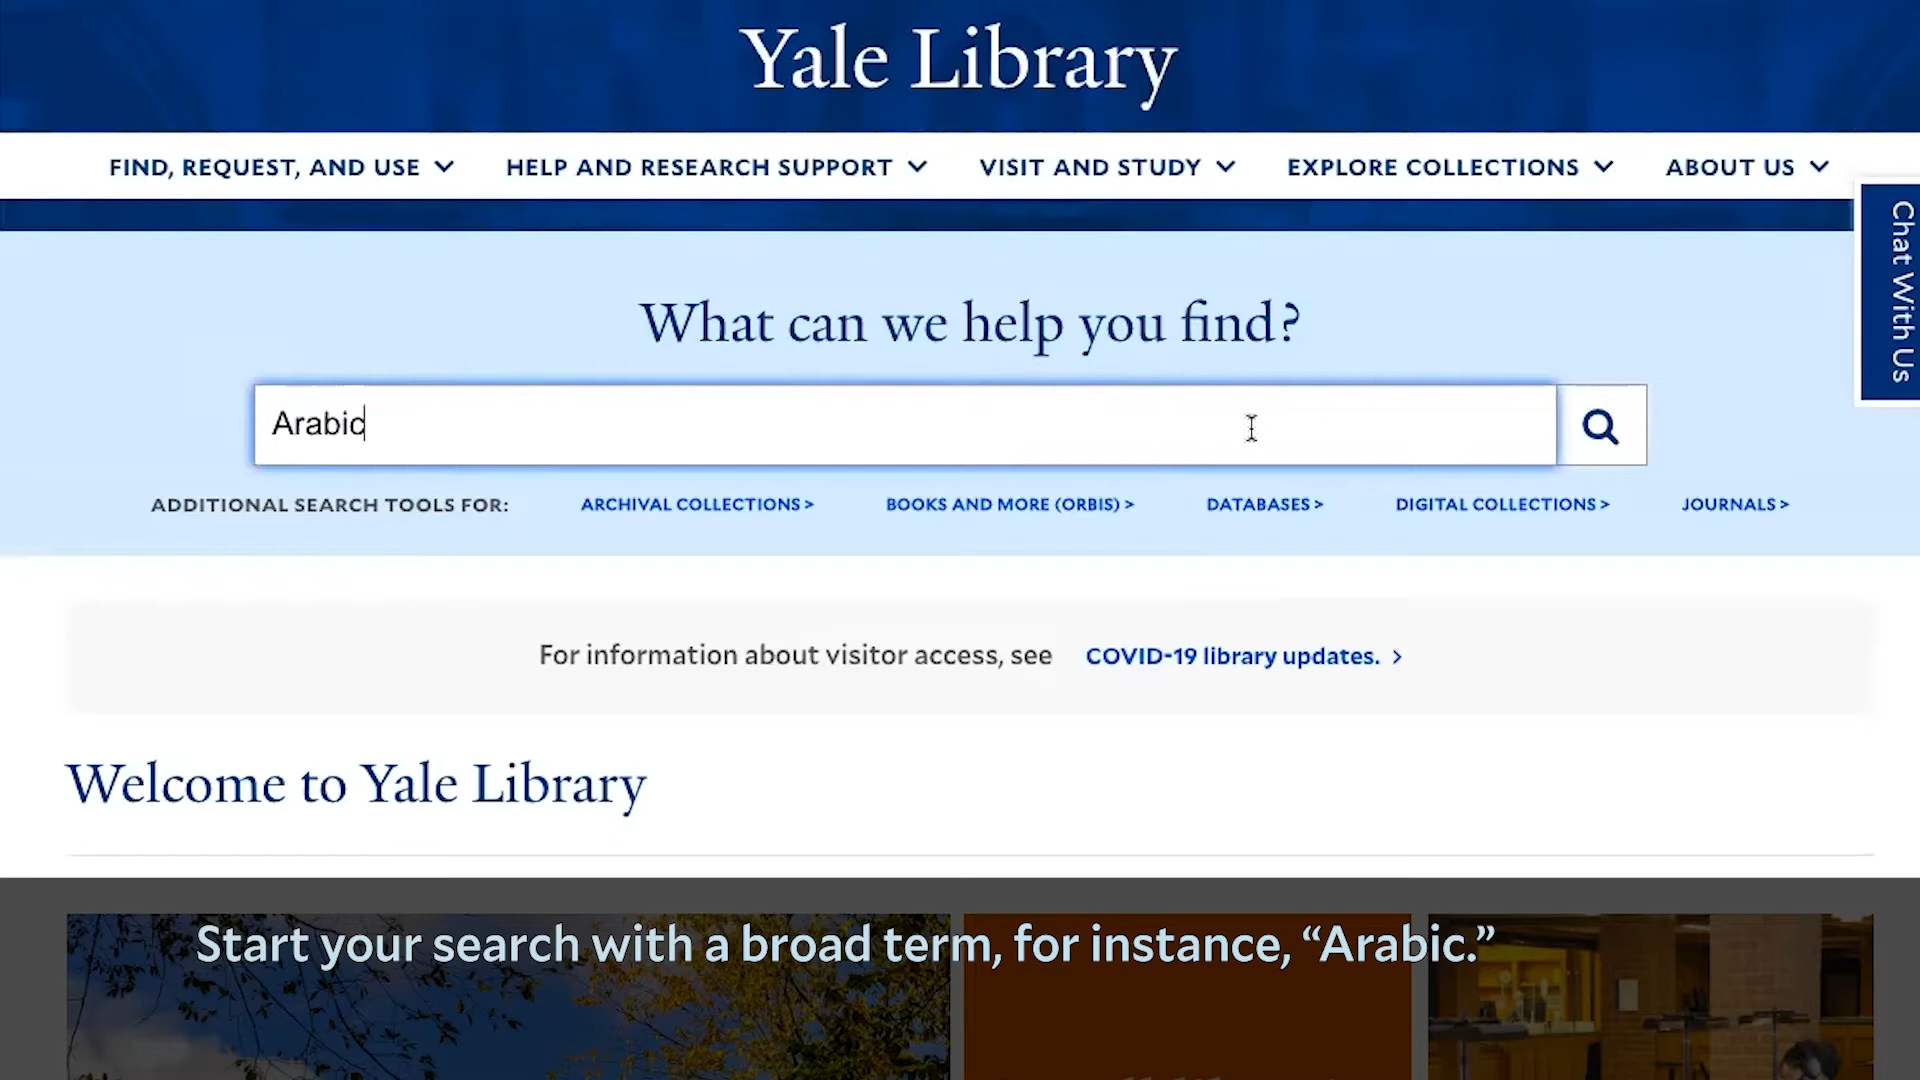 Yale Library
FIND, REQUEST, AND USE
HELP AND RESEARCH SUPPORT
VISIT AND STUDY
EXPLORE COLLECTIONS
ABOUT US
Chat With Us
What can we help you find?
Arabic
ADDITIONAL SEARCH TOOLS FOR:
ARCHIVAL COLLECTIONS >
BOOKS AND MORE (ORBIS) >
DATABASES >
DIGITAL COLLECTIONS >
JOURNALS >
For information about visitor access, see COVID-19 library updates. >
Welcome to Yale Library
Start your search with a broad term, for instance, “Arabic.”